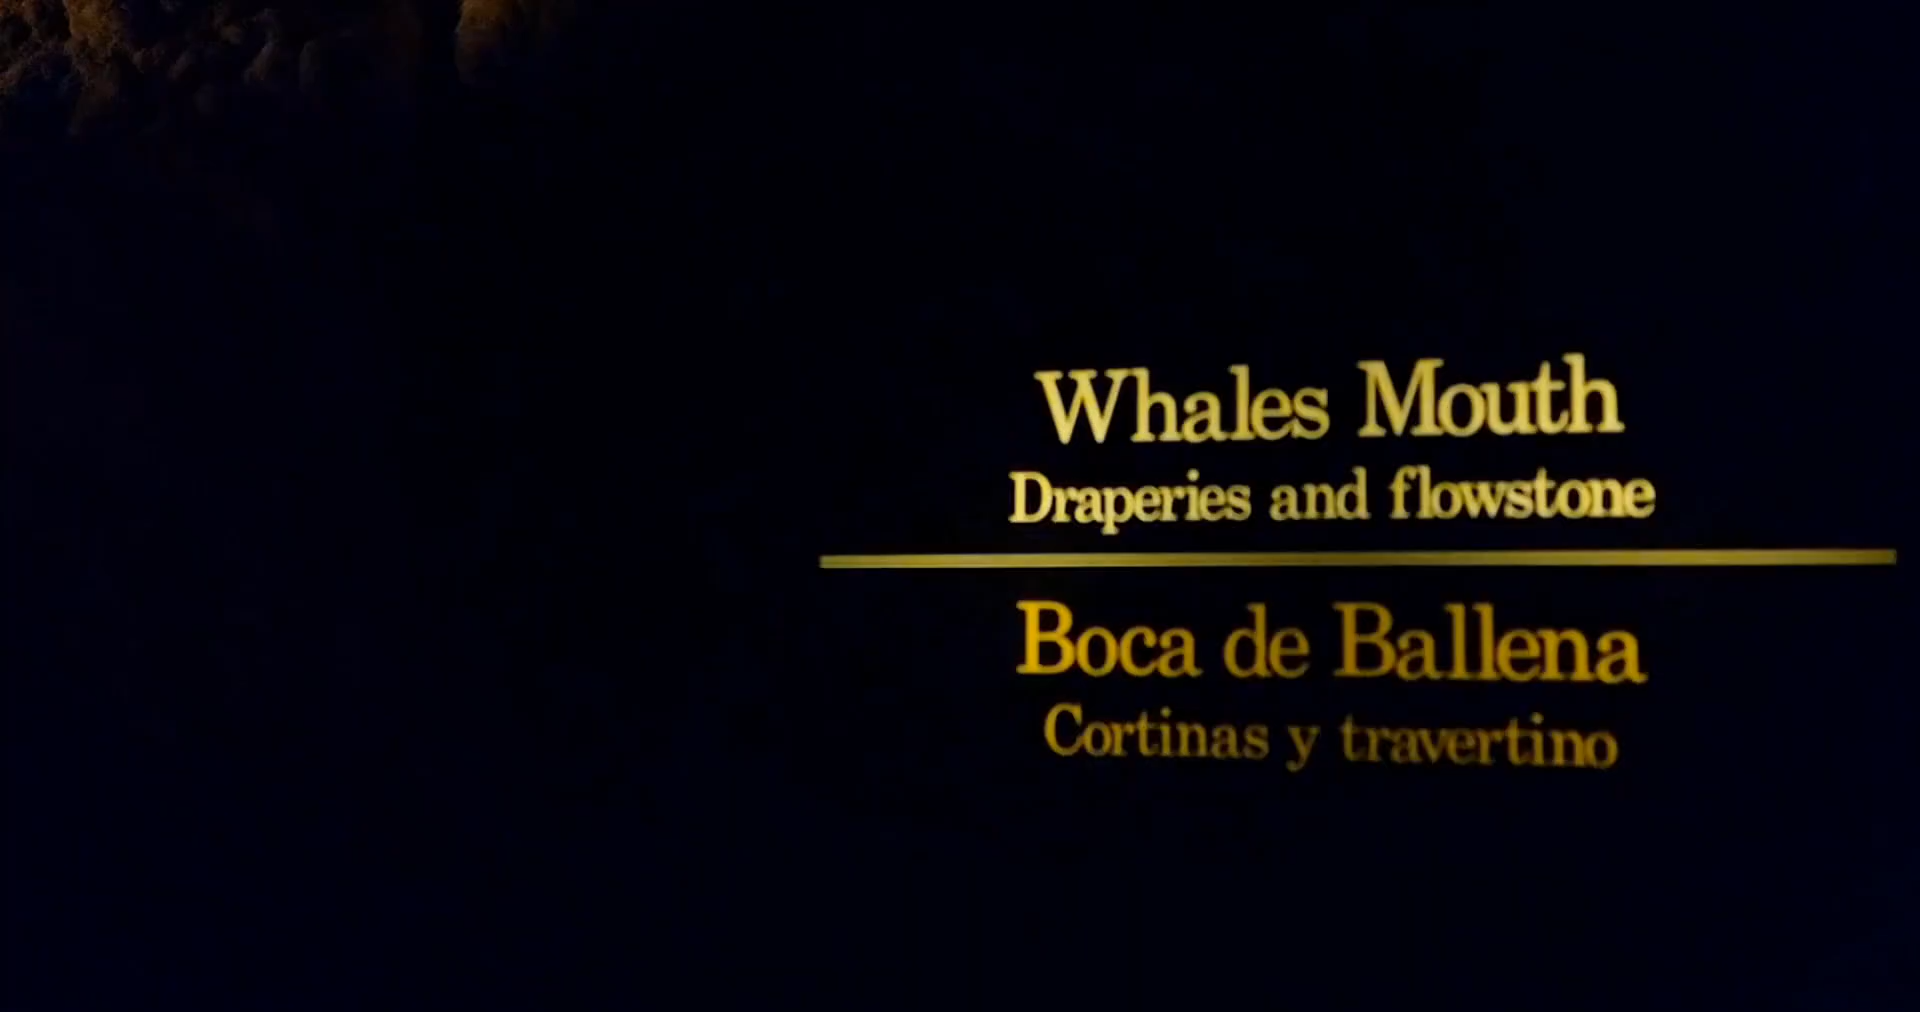 Whales Mouth
Draperies and flowstone
Boca de Ballena
Cortinas y travertino